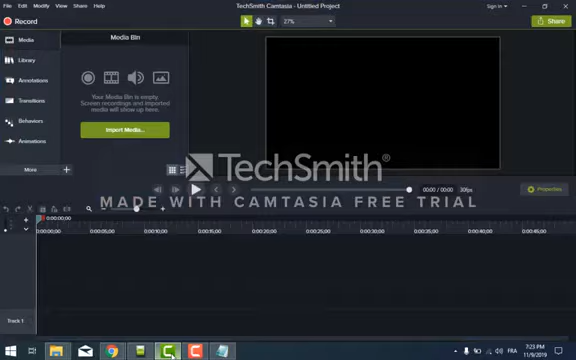 TechSmith Camtasia - Untitled Project
File Edit Modify View Share Help
Sign in
Record
27%
Share
Media
Library
Annotations
Transitions
Behaviors
Animations
More
Media Bin
Your Media Bin is empty.
Screen recordings and imported
media will show up here.
Import Media...
TechSmith®
MADE WITH CAMTASIA FREE TRIAL
00:00 / 00:00
30fps
Properties
0:00:00;00
0:00:00;00 0:00:05;00 0:00:10;00 0:00:15;00 0:00:20;00 0:00:25;00 0:00:30;00 0:00:35;00 0:00:40;00 0:00:45;00
Track 1
FRA
7:23 PM
11/9/2019